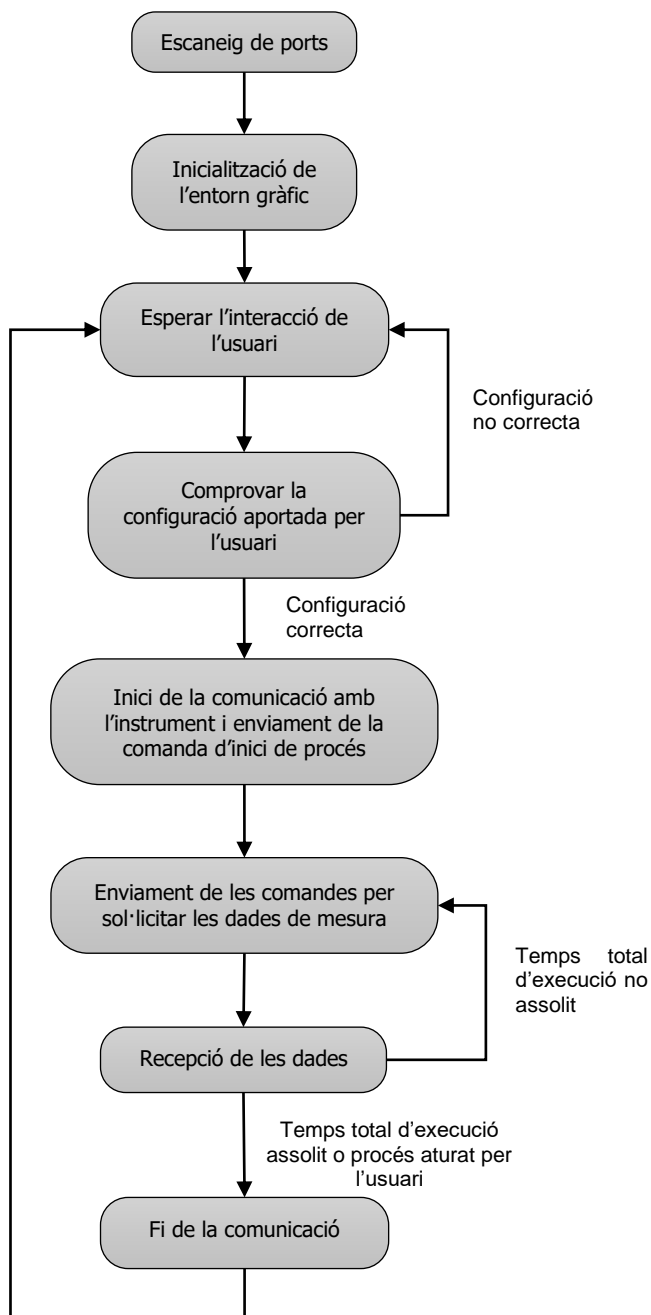 Escaneig de ports
Inicialització de
l’entorn gràfic
Esperar l’interacció de
l’usuari
Configuració
no correcta
Comprovar la
configuració aportada per
l’usuari
Configuració
correcta
Inici de la comunicació amb
l’instrument i enviament de la
comanda d’inici de procés
Enviament de les comandes per
sol·licitar les dades de mesura
Temps total
d’execució no
assolit
Recepció de les dades
Temps total d’execució
assolit o procés aturat per
l’usuari
Fi de la comunicació